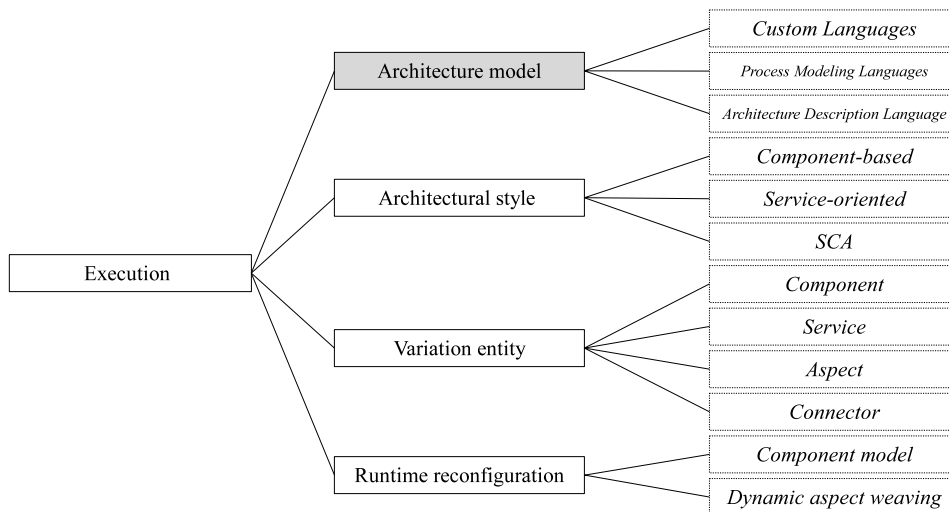 Execution
Architecture model
Custom Languages
Process Modeling Languages
Architecture Description Language
Architectural style
Component-based
Service-oriented
SCA
Variation entity
Component
Service
Aspect
Connector
Runtime reconfiguration
Component model
Dynamic aspect weaving